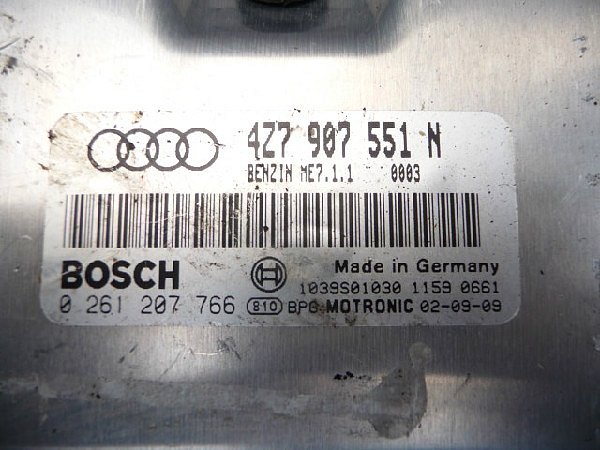 4Z7 907 551 N
BENZIN ME7.1.1 0003
BOSCH
Made in Germany
1039S01030 1159 0661
0 261 207 766 810 BPC MOTRONIC 02-09-09